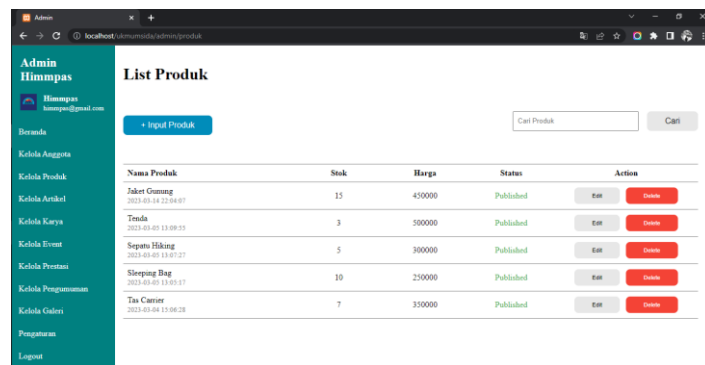 Admin
localhost/ukmumsida/admin/produk
Admin
Himmpas
Himmpas
himmpas@gmail.com
Beranda
Kelola Anggota
Kelola Produk
Kelola Artikel
Kelola Karya
Kelola Event
Kelola Prestasi
Kelola Pengumuman
Kelola Galeri
Pengaturan
Logout
List Produk
+ Input Produk
Cari Produk
Cari
Nama Produk Stok Harga Status Action
Jaket Gunung 15 450000 Published Edit Delete
2023-03-14 22:04:07
Tenda 3 500000 Published Edit Delete
2023-03-05 13:09:55
Sepatu Hiking 5 300000 Published Edit Delete
2023-03-05 13:07:27
Sleeping Bag 10 250000 Published Edit Delete
2023-03-05 13:05:17
Tas Carrier 7 350000 Published Edit Delete
2023-03-04 15:06:28